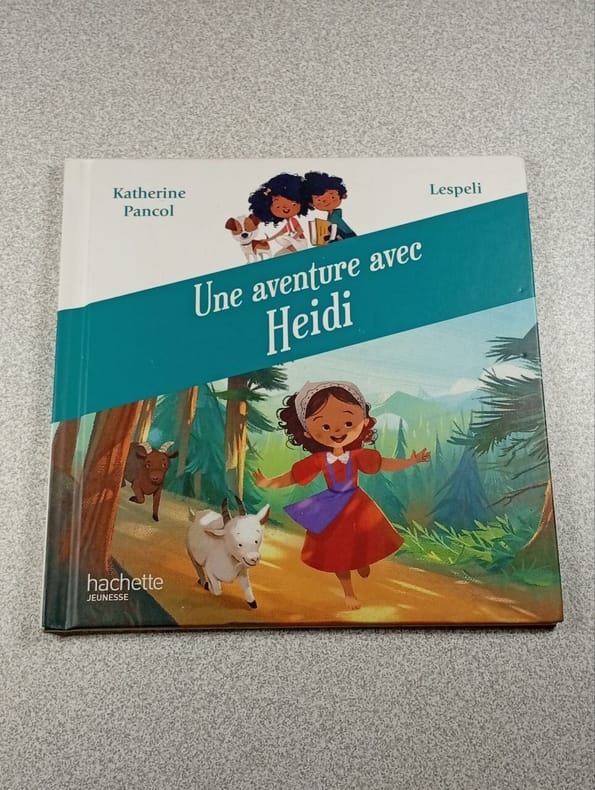 Katherine
Pancol
Lespeli
Une aventure avec
Heidi
hachette
JEUNESSE